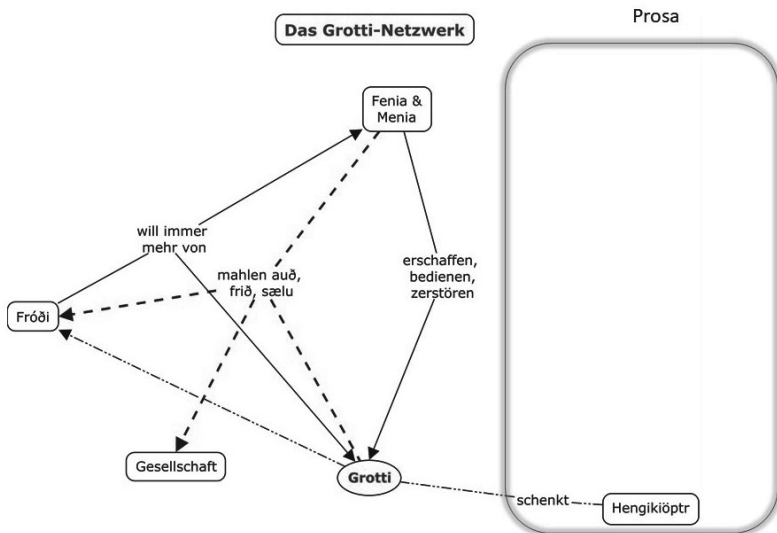 Das Grotti-Netzwerk
Prosa
Fenia &
Menia
will immer
mehr von
mahlen auð,
frið, sælu
erschaffen,
bedienen,
zerstören
Fróði
Gesellschaft
Grotti
schenkt
Hengikiöptr